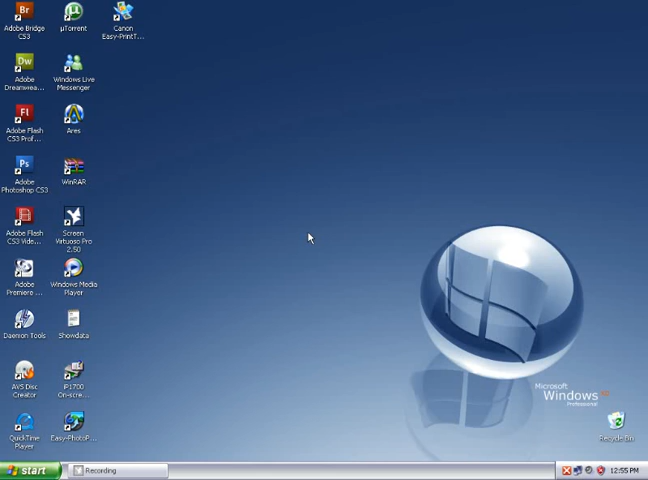 Adobe Bridge
CS3
µTorrent
Canon
Easy-PrintT...
Adobe
Dreamwea...
Windows Live
Messenger
Adobe Flash
CS3 Prof...
Ares
Adobe
Photoshop CS3
WinRAR
Adobe Flash
CS3 Vide...
Screen
Virtuoso Pro
2.50
Adobe
Premiere ...
Windows Media
Player
Daemon Tools
Showdata
AVS Disc
Creator
iP1700
On-scre...
QuickTime
Player
Easy-PhotoP...
Microsoft
Windows xp
Professional
Recycle Bin
start
Recording
12:55 PM